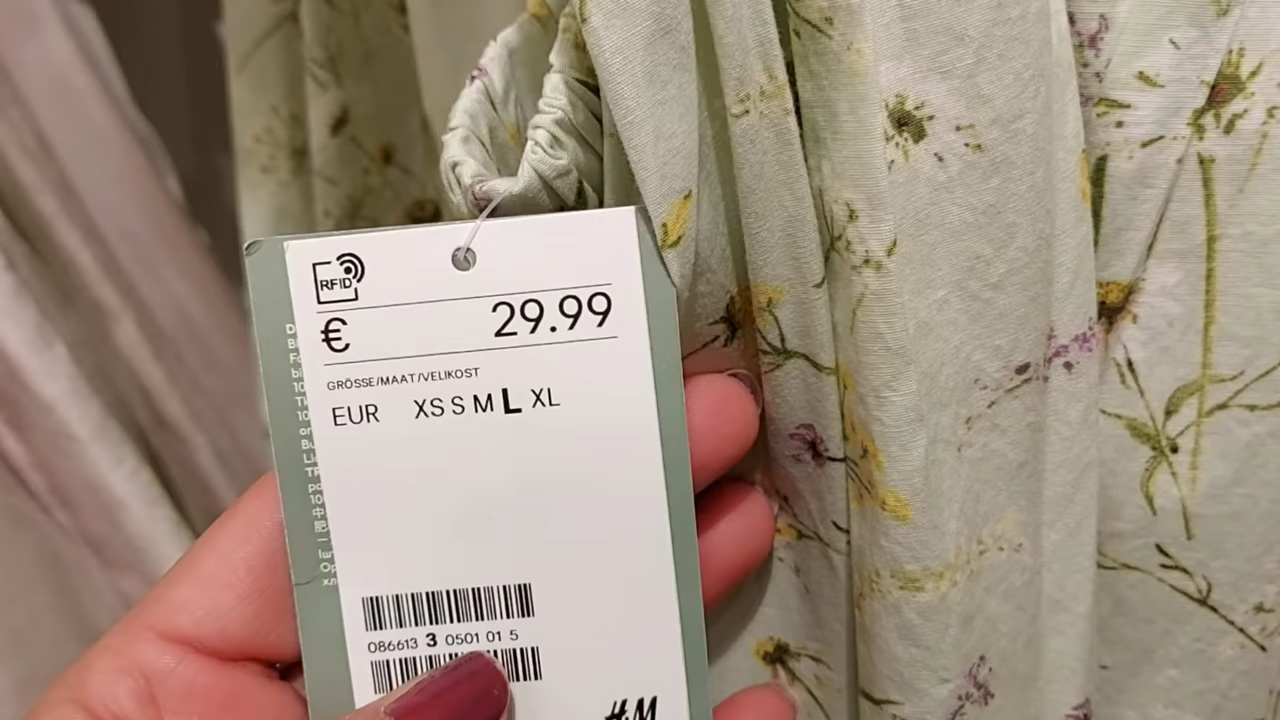 RFID
€ 29.99
GRÖSSE/MAAT/VELIKOST
EUR XS S M L XL
086613 3 0501 01 5
H&M